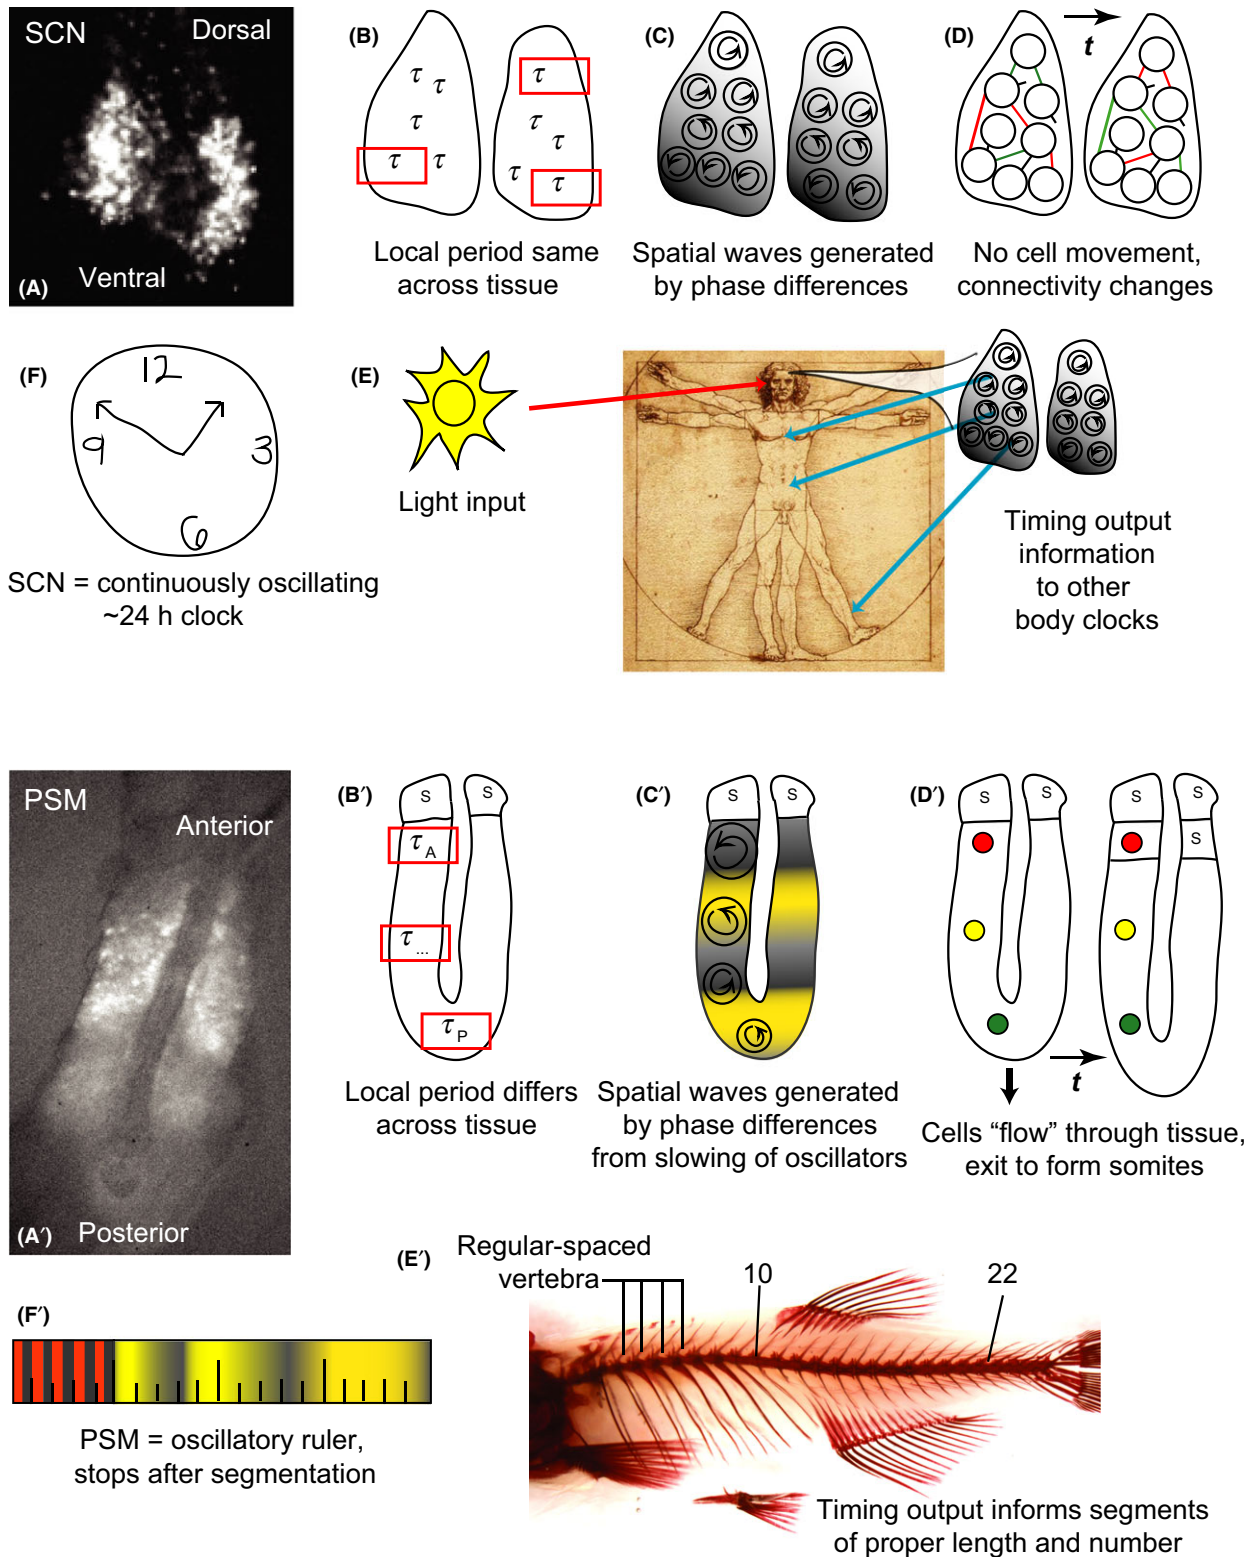 SCN
Dorsal
Ventral
(A)
(B)
τ
τ
τ
τ
τ
τ
τ
τ
τ
τ
Local period same
across tissue
(C)
Spatial waves generated
by phase differences
(D)
t
No cell movement,
connectivity changes
(F)
12
9
3
6
SCN = continuously oscillating
~24 h clock
(E)
Light input
Timing output
information
to other
body clocks
PSM
Anterior
(A′)
Posterior
(B′)
S
S
τA
τ...
τP
Local period differs
across tissue
(C′)
S
S
Spatial waves generated
by phase differences
from slowing of oscillators
(D′)
S
S
S
S
S
t
Cells “flow” through tissue,
exit to form somites
(E′)
Regular-spaced
vertebra
10
22
Timing output informs segments
of proper length and number
(F′)
PSM = oscillatory ruler,
stops after segmentation